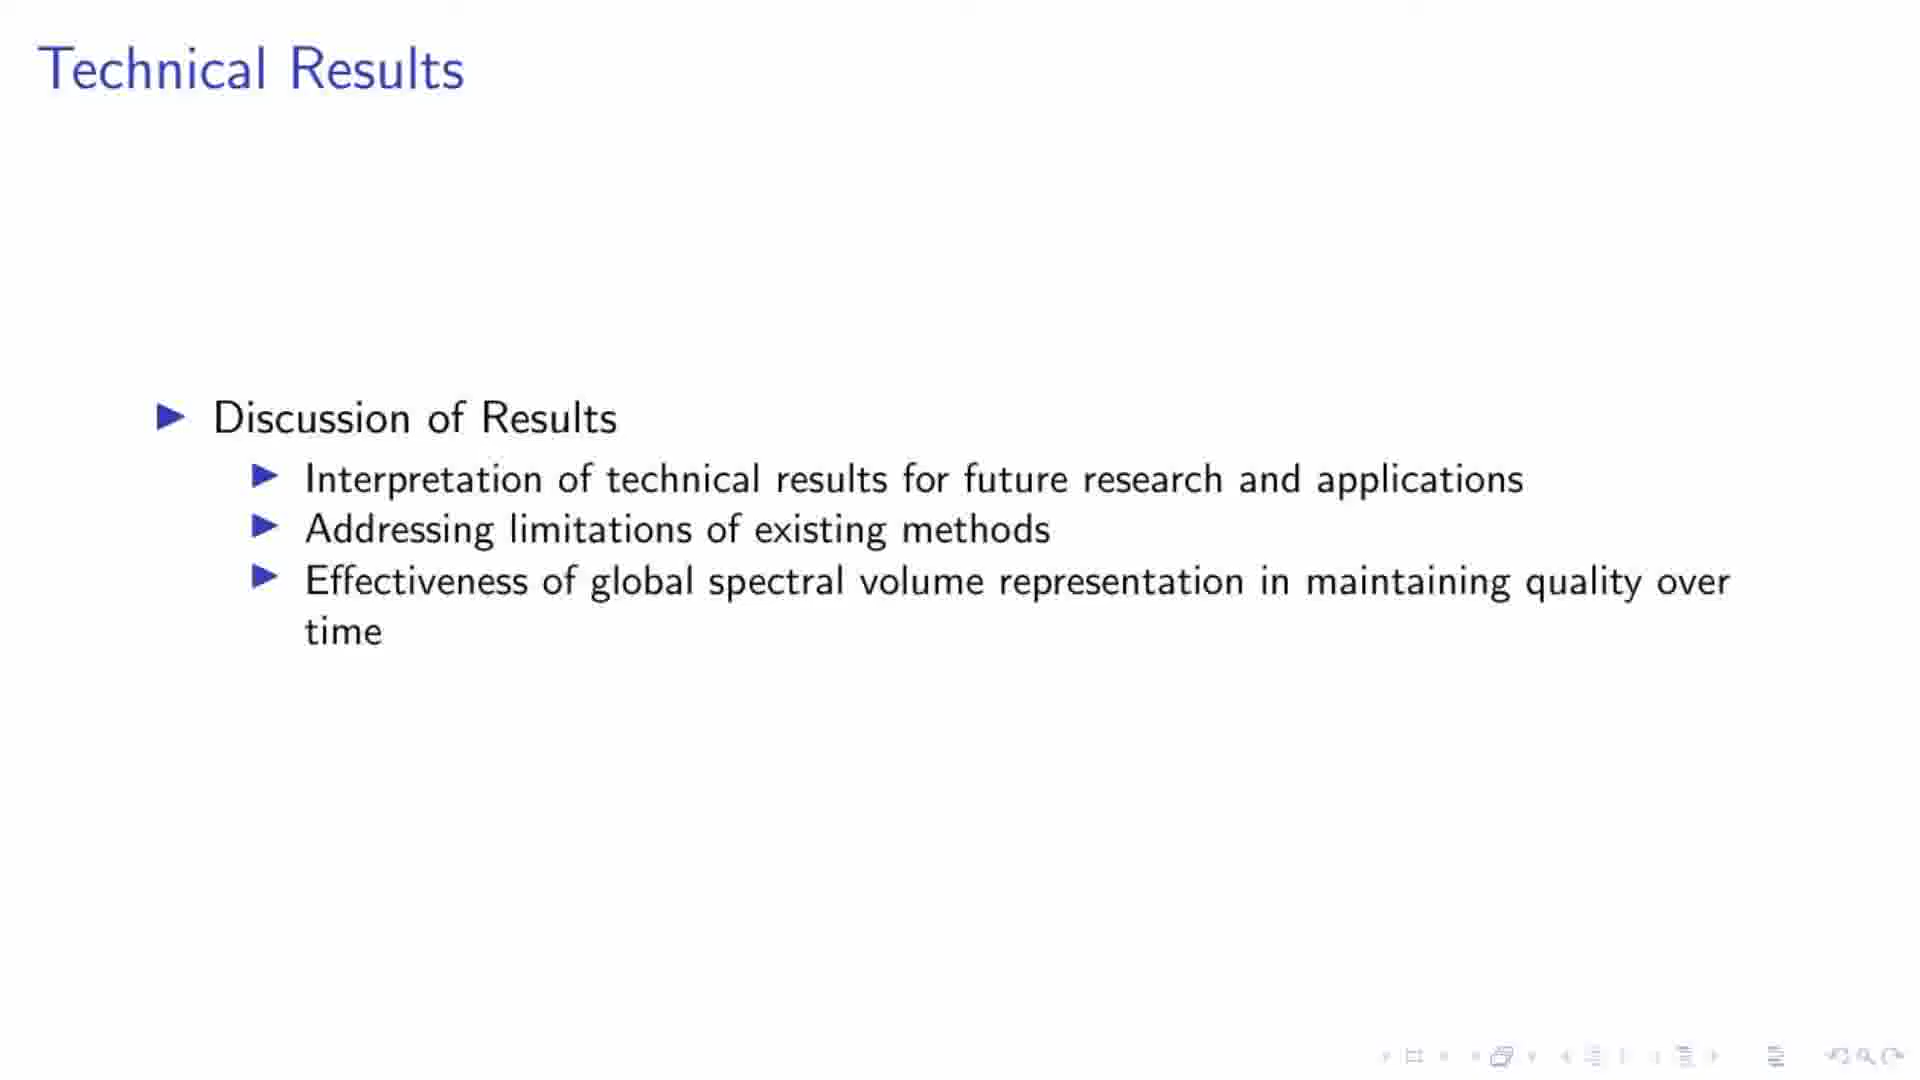 Technical Results
Discussion of Results
Interpretation of technical results for future research and applications
Addressing limitations of existing methods
Effectiveness of global spectral volume representation in maintaining quality over
time